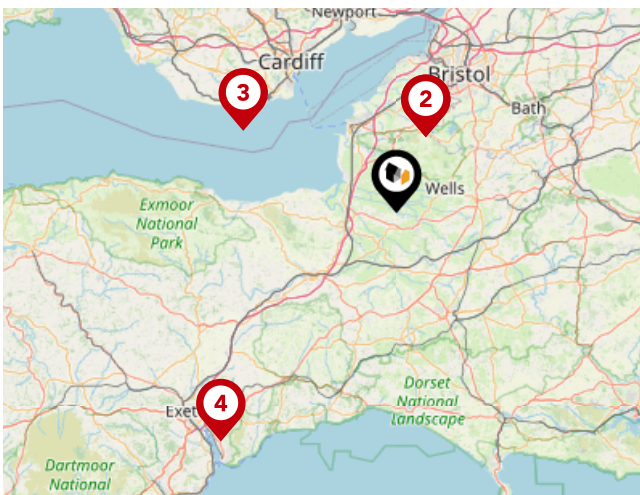 Newport
Cardiff
3
Bristol
2
Bath
Wells
Exmoor
National
Park
Dorset
National
Landscape
4
Exet
Dartmoor
National